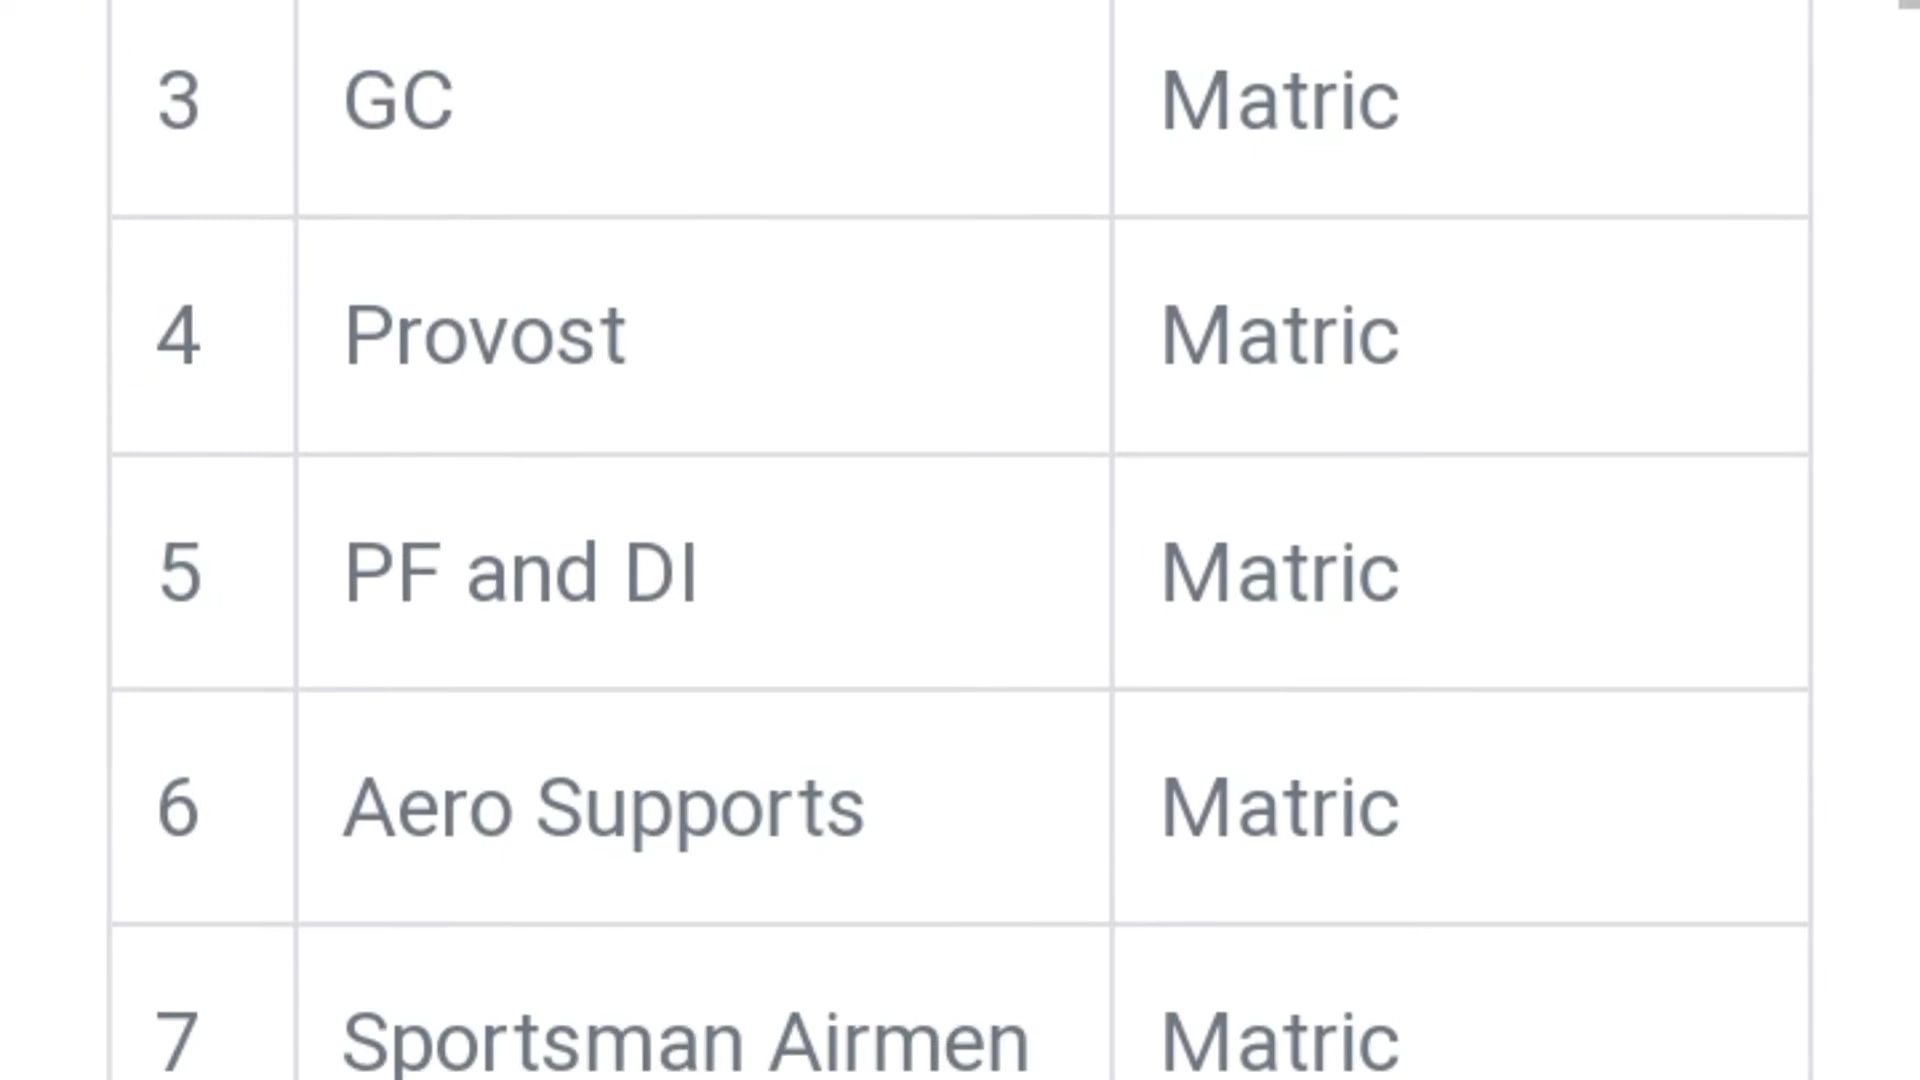 3 GC Matric
4 Provost Matric
5 PF and DI Matric
6 Aero Supports Matric
7 Sportsman Airmen Matric